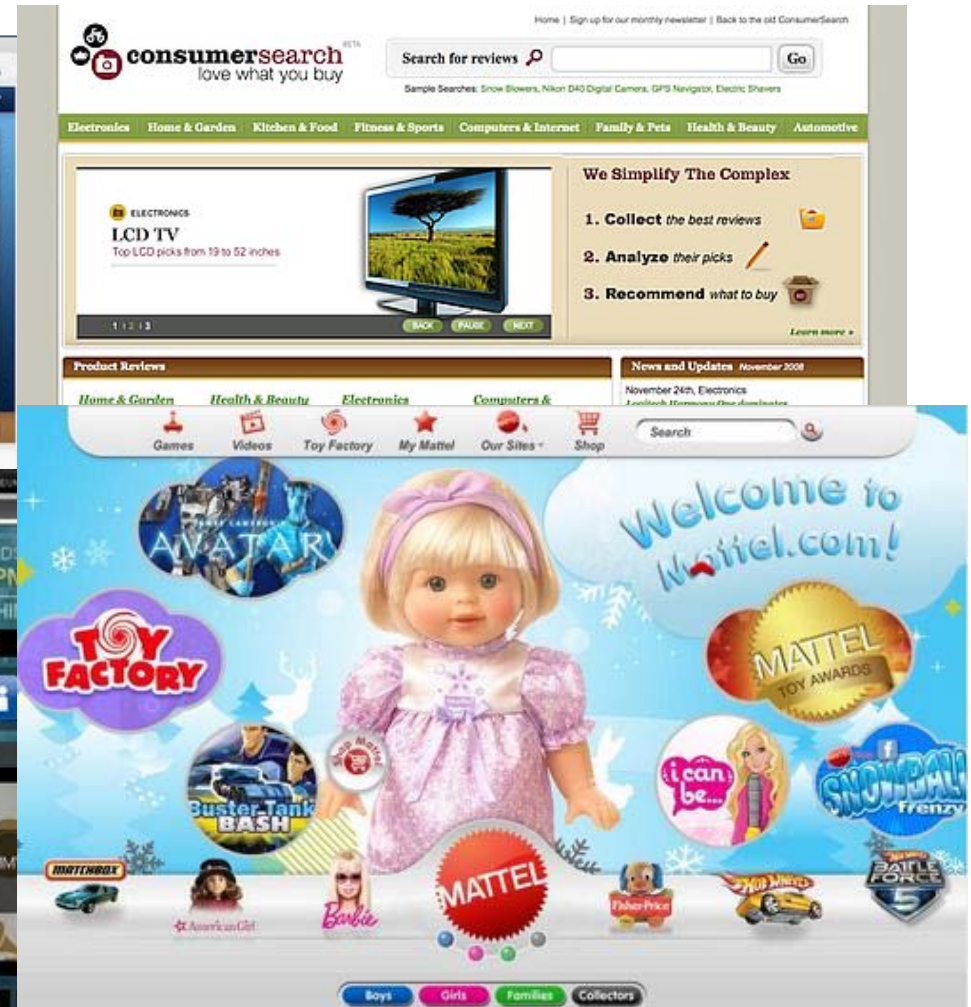 Home | Sign up for our monthly newsletter | Back to the old ConsumerSearch
consumersearch BETA
love what you buy
Search for reviews
Go
Sample Searches: Snow Blowers, Nikon D40 Digital Camera, GPS Navigator, Electric Shavers
Electronics Home & Garden Kitchen & Food Fitness & Sports Computers & Internet Family & Pets Health & Beauty Automotive
ELECTRONICS
LCD TV
Top LCD picks from 19 to 52 inches
1 | 2 | 3
BACK PAUSE NEXT
We Simplify The Complex
1. Collect the best reviews
2. Analyze their picks
3. Recommend what to buy
Learn more »
Product Reviews
Home & Garden Health & Beauty Electronics Computers &
News and Updates November 2008
November 24th, Electronics
Logitech Harmony One dominates
Games Videos Toy Factory My Mattel Our Sites Shop
Search
AVATAR
Welcome to
Mattel.com!
TOY
FACTORY
MATTEL
TOY AWARDS
Shop Mattel
Buster Tank
BASH
i can
be...
SNOWBALL
frenzy
MATCHBOX
American Girl
Barbie
MATTEL
Fisher-Price
Hot Wheels
BATTLE
FORCE
5
Boys Girls Families Collectors